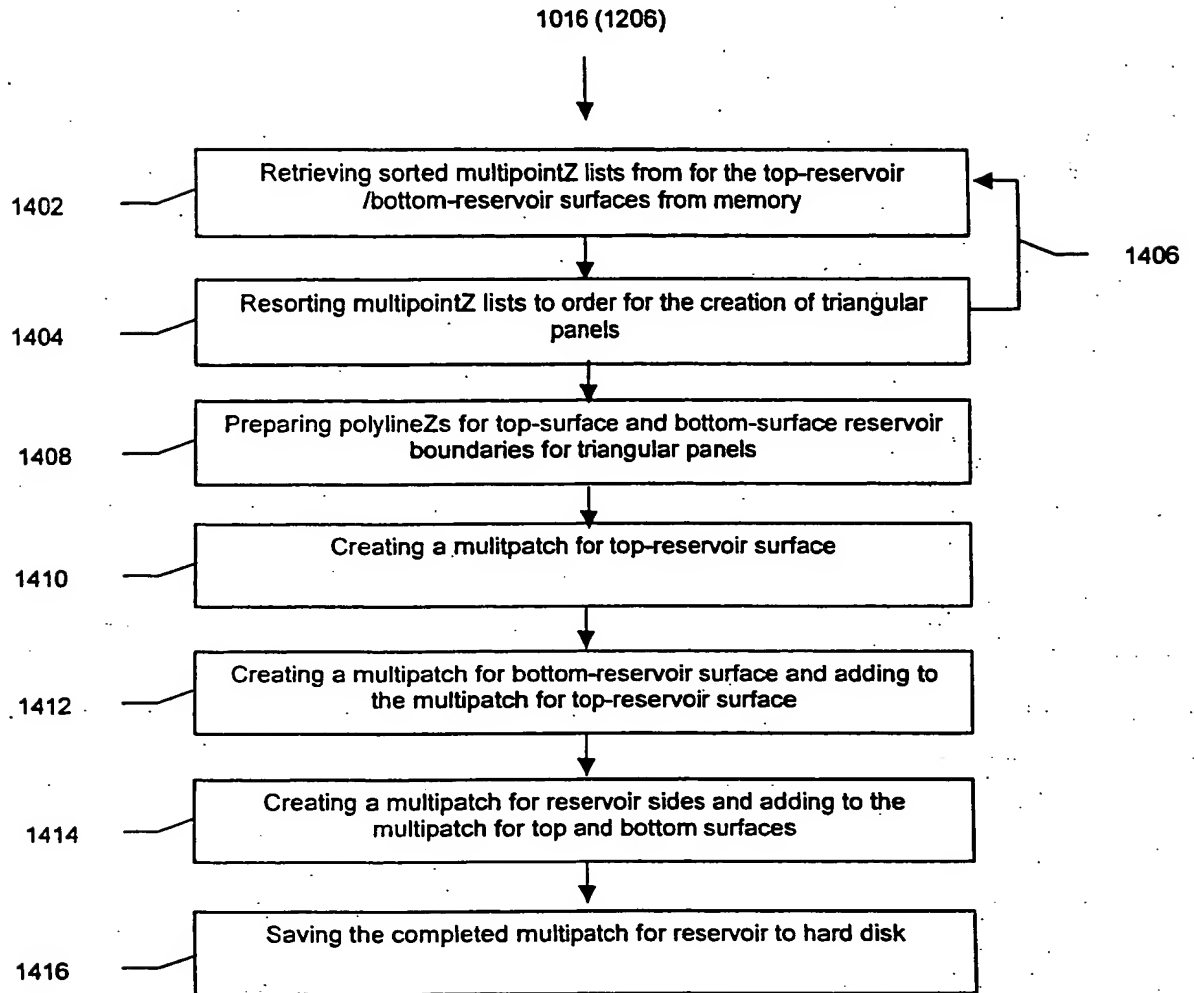 1016 (1206)
Retrieving sorted multipointZ lists from for the top-reservoir
/bottom-reservoir surfaces from memory
1402
1406
Resorting multipointZ lists to order for the creation of triangular
panels
1404
Preparing polylineZs for top-surface and bottom-surface reservoir
boundaries for triangular panels
1408
Creating a mulitpatch for top-reservoir surface
1410
Creating a multipatch for bottom-reservoir surface and adding to
the multipatch for top-reservoir surface
1412
Creating a multipatch for reservoir sides and adding to the
multipatch for top and bottom surfaces
1414
Saving the completed multipatch for reservoir to hard disk
1416